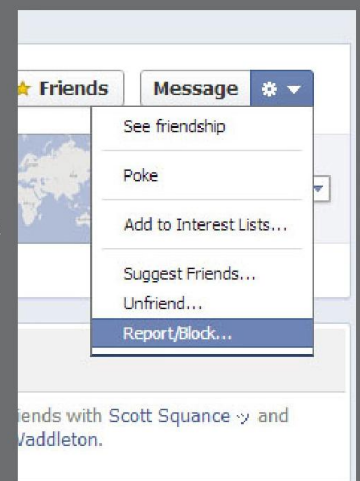 Friends Message
See friendship
Poke
Add to Interest Lists...
Suggest Friends...
Unfriend...
Report/Block...
iends with Scott Squance and
Waddleton.